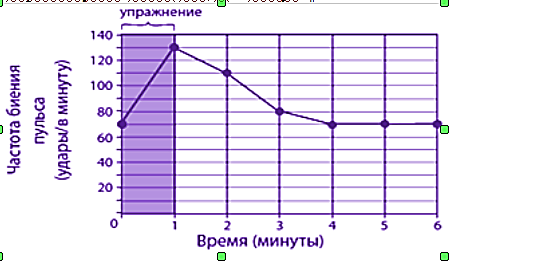 упражнение
Частота биения
пульса
(удары/в минуту)
140
120
100
80
60
40
20
0 1 2 3 4 5 6
Время (минуты)